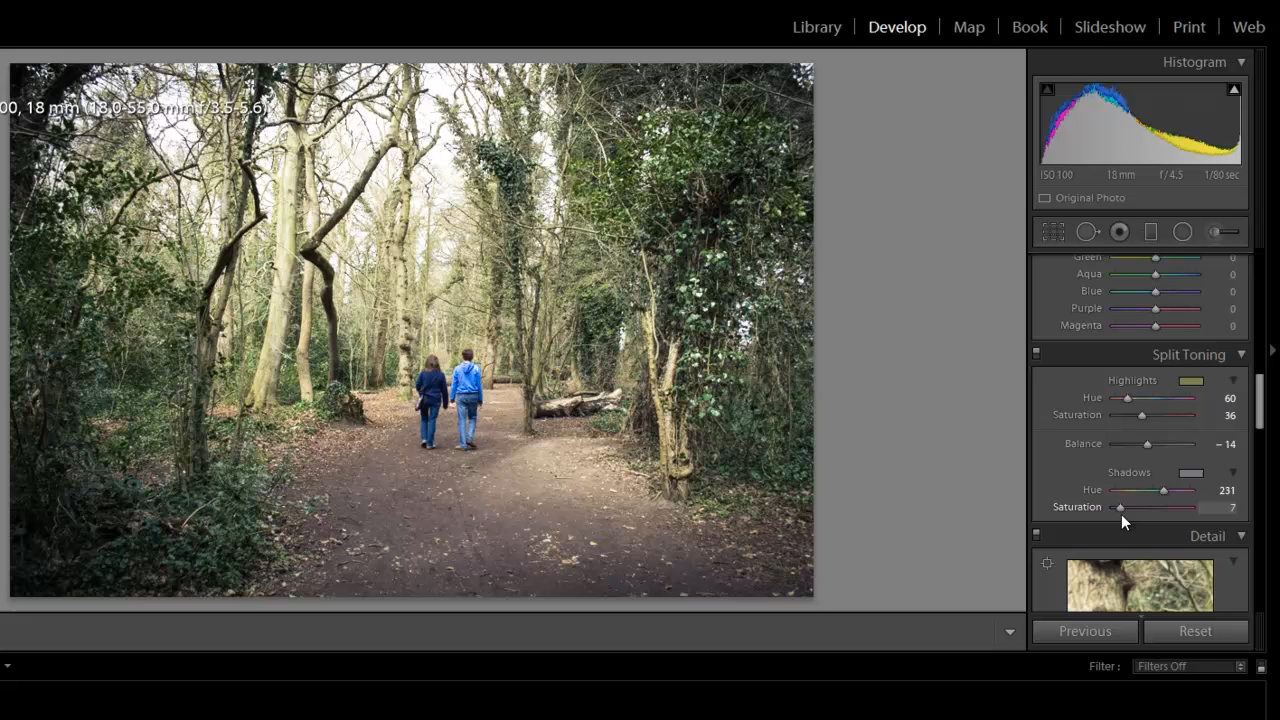 Library | Develop | Map | Book | Slideshow | Print | Web
Histogram
00, 18 mm (18.0-55.0 mm f/3.5-5.6)
ISO 100 18 mm f / 4.5 1/80 sec
Original Photo
Green 0
Aqua 0
Blue 0
Purple 0
Magenta 0
Split Toning
Highlights
Hue 60
Saturation 36
Balance – 14
Shadows
Hue 231
Saturation 7
Detail
Previous Reset
Filter : Filters Off